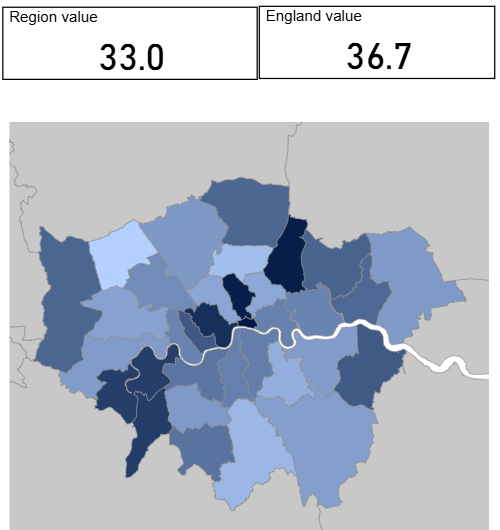 Region value
33.0
England value
36.7